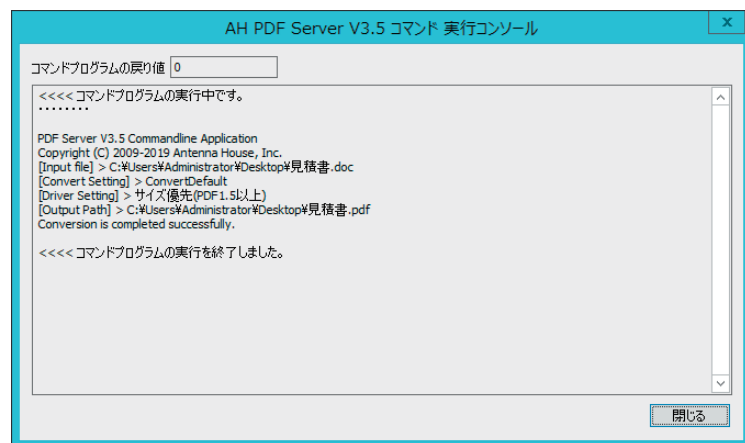 AH PDF Server V3.5 コマンド 実行コンソール
x
コマンドプログラムの戻り値 0
<<<< コマンドプログラムの実行中です。
........
PDF Server V3.5 Commandline Application
Copyright (C) 2009-2019 Antenna House, Inc.
[Input file] > C:¥Users¥Administrator¥Desktop¥見積書.doc
[Convert Setting] > ConvertDefault
[Driver Setting] > サイズ優先(PDF1.5以上)
[Output Path] > C:¥Users¥Administrator¥Desktop¥見積書.pdf
Conversion is completed successfully.
<<<< コマンドプログラムの実行を終了しました。
閉じる